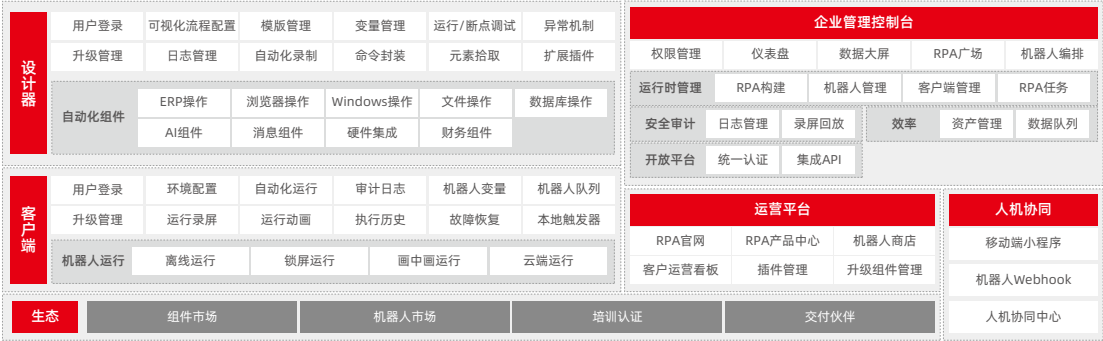 设计器
用户登录 可视化流程配置 模版管理 变量管理 运行/断点调试 异常机制
升级管理 日志管理 自动化录制 命令封装 元素拾取 扩展插件
自动化组件
ERP操作 浏览器操作 Windows操作 文件操作 数据库操作
AI组件 消息组件 硬件集成 财务组件
客户端
用户登录 环境配置 自动化运行 审计日志 机器人变量 机器人队列
升级管理 运行录屏 运行动画 执行历史 故障恢复 本地触发器
机器人运行 离线运行 锁屏运行 画中画运行 云端运行
企业管理控制台
权限管理 仪表盘 数据大屏 RPA广场 机器人编排
运行时管理 RPA构建 机器人管理 客户端管理 RPA任务
安全审计 日志管理 录屏回放 效率 资产管理 数据队列
开放平台 统一认证 集成API
运营平台
RPA官网 RPA产品中心 机器人商店
客户运营看板 插件管理 升级组件管理
人机协同
移动端小程序
机器人Webhook
人机协同中心
生态 组件市场 机器人市场 培训认证 交付伙伴